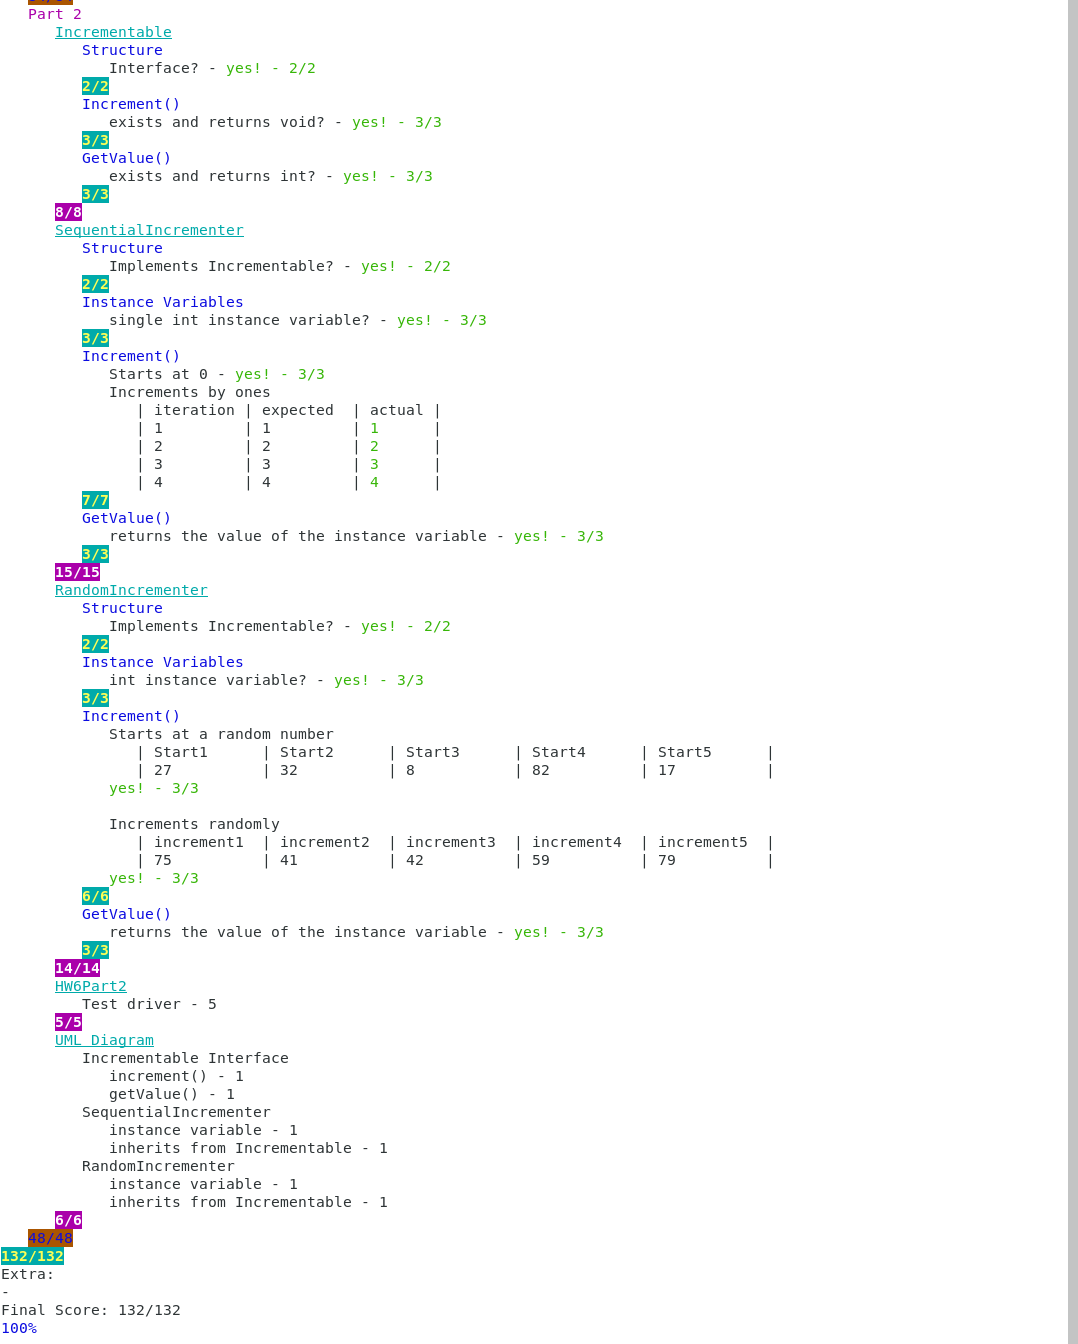 Part 2
Incrementable
Structure
Interface? - yes! - 2/2
2/2
Increment()
exists and returns void? - yes! - 3/3
3/3
GetValue()
exists and returns int? - yes! - 3/3
3/3
8/8
SequentialIncrementer
Structure
Implements Incrementable? - yes! - 2/2
2/2
Instance Variables
single int instance variable? - yes! - 3/3
3/3
Increment()
Starts at 0 - yes! - 3/3
Increments by ones
| iteration | expected | actual |
| 1 | 1 | 1 |
| 2 | 2 | 2 |
| 3 | 3 | 3 |
| 4 | 4 | 4 |
7/7
GetValue()
returns the value of the instance variable - yes! - 3/3
3/3
15/15
RandomIncrementer
Structure
Implements Incrementable? - yes! - 2/2
2/2
Instance Variables
int instance variable? - yes! - 3/3
3/3
Increment()
Starts at a random number
| Start1 | Start2 | Start3 | Start4 | Start5 |
| 27 | 32 | 8 | 82 | 17 |
yes! - 3/3
Increments randomly
| increment1 | increment2 | increment3 | increment4 | increment5 |
| 75 | 41 | 42 | 59 | 79 |
yes! - 3/3
6/6
GetValue()
returns the value of the instance variable - yes! - 3/3
3/3
14/14
HW6Part2
Test driver - 5
5/5
UML Diagram
Incrementable Interface
increment() - 1
getValue() - 1
SequentialIncrementer
instance variable - 1
inherits from Incrementable - 1
RandomIncrementer
instance variable - 1
inherits from Incrementable - 1
6/6
48/48
132/132
Extra:
-
Final Score: 132/132
100%